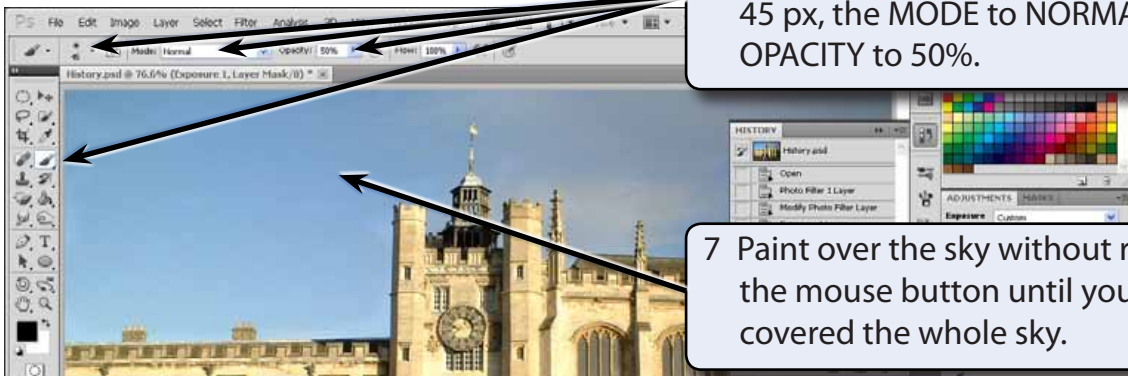 Ps File Edit Image Layer Select Filter Analysis 3D
45 px, the MODE to NORMA
OPACITY to 50%.
Mode: Normal Opacity: 50% Flow: 100%
History.psd @ 76.6% (Exposure 1, Layer Mask/8) *
HISTORY
History.psd
Open
Photo Filter 1 Layer
Modify Photo Filter Layer
ADJUSTMENTS MASKS
Exposure Custom
7 Paint over the sky without r
the mouse button until you
covered the whole sky.